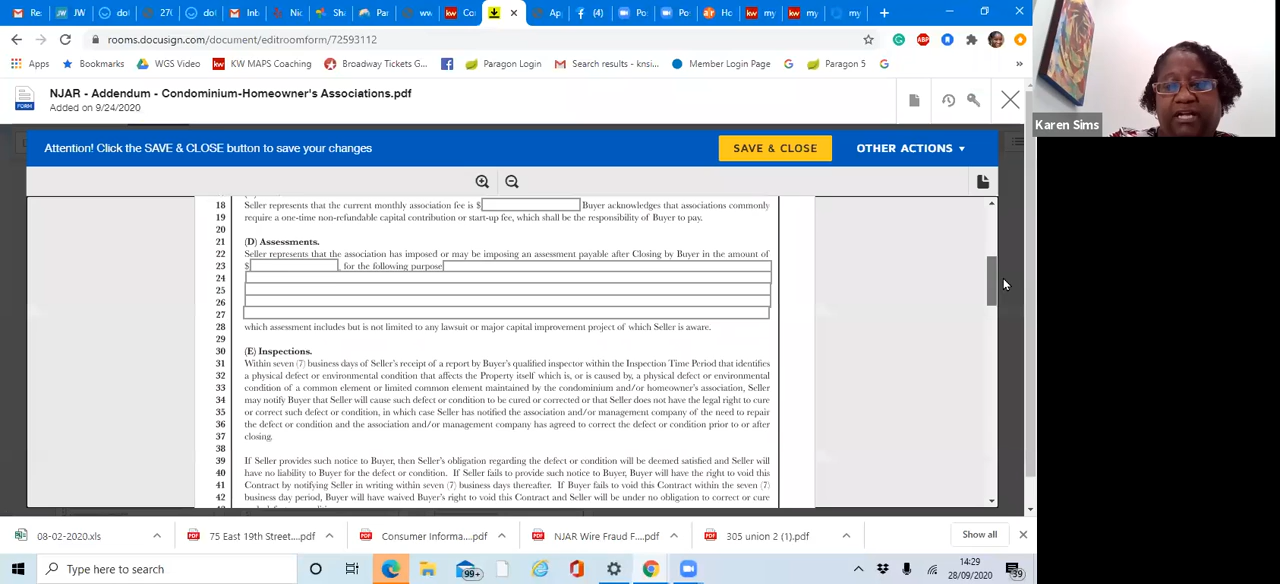 Re
JW
dot
270
dot
Inb
Nic
Sha
Par
ww
Co
Ap
(4)
Po
Po
Ho
my
my
my
rooms.docusign.com/document/editroomform/72593112
Apps
Bookmarks
WGS Video
KW MAPS Coaching
Broadway Tickets G...
Paragon Login
Search results - knsi...
Member Login Page
Paragon 5
»
FORM
NJAR - Addendum - Condominium-Homeowner's Associations.pdf
Added on 9/24/2020
Karen Sims
Attention! Click the SAVE & CLOSE button to save your changes
SAVE & CLOSE
OTHER ACTIONS
18 Seller represents that the current monthly association fee is $ Buyer acknowledges that associations commonly
19 require a one-time non-refundable capital contribution or start-up fee, which shall be the responsibility of Buyer to pay.
20
21 (D) Assessments.
22 Seller represents that the association has imposed or may be imposing an assessment payable after Closing by Buyer in the amount of
23 $ , for the following purpose
24
25
26
27
28 which assessment includes but is not limited to any lawsuit or major capital improvement project of which Seller is aware.
29
30 (E) Inspections.
31 Within seven (7) business days of Seller's receipt of a report by Buyer's qualified inspector within the Inspection Time Period that identifies
32 a physical defect or environmental condition that affects the Property itself which is, or is caused by, a physical defect or environmental
33 condition of a common element or limited common element maintained by the condominium and/or homeowner's association, Seller
34 may notify Buyer that Seller will cause such defect or condition to be cured or corrected or that Seller does not have the legal right to cure
35 or correct such defect or condition, in which case Seller has notified the association and/or management company of the need to repair
36 the defect or condition and the association and/or management company has agreed to correct the defect or condition prior to or after
37 closing.
38
39 If Seller provides such notice to Buyer, then Seller's obligation regarding the defect or condition will be deemed satisfied and Seller will
40 have no liability to Buyer for the defect or condition. If Seller fails to provide such notice to Buyer, Buyer will have the right to void this
41 Contract by notifying Seller in writing within seven (7) business days thereafter. If Buyer fails to void this Contract within the seven (7)
42 business day period, Buyer will have waived Buyer's right to void this Contract and Seller will be under no obligation to correct or cure
08-02-2020.xls
75 East 19th Street....pdf
Consumer Informa....pdf
NJAR Wire Fraud F....pdf
305 union 2 (1).pdf
Show all
Type here to search
99+
14:29
28/09/2020
39